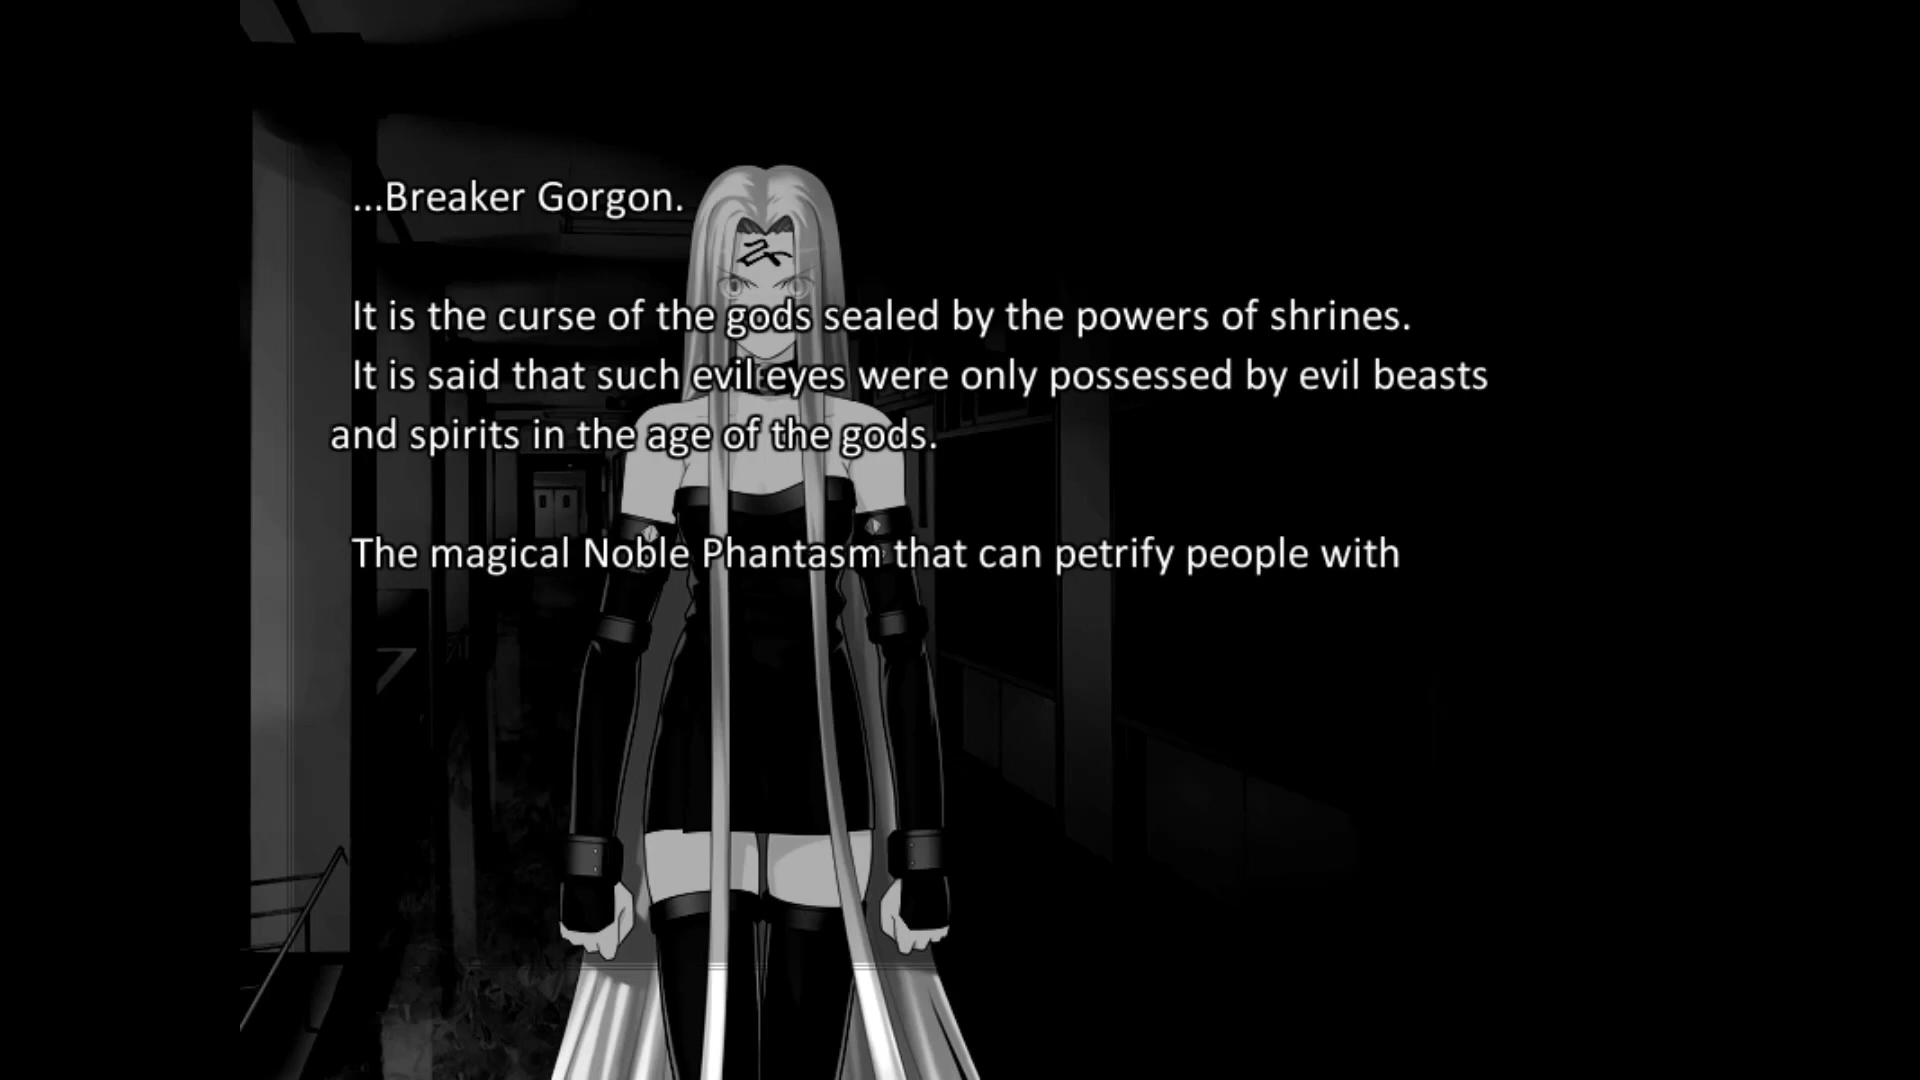 ...Breaker Gorgon.
It is the curse of the gods sealed by the powers of shrines.
It is said that such evil eyes were only possessed by evil beasts
and spirits in the age of the gods.
The magical Noble Phantasm that can petrify people with